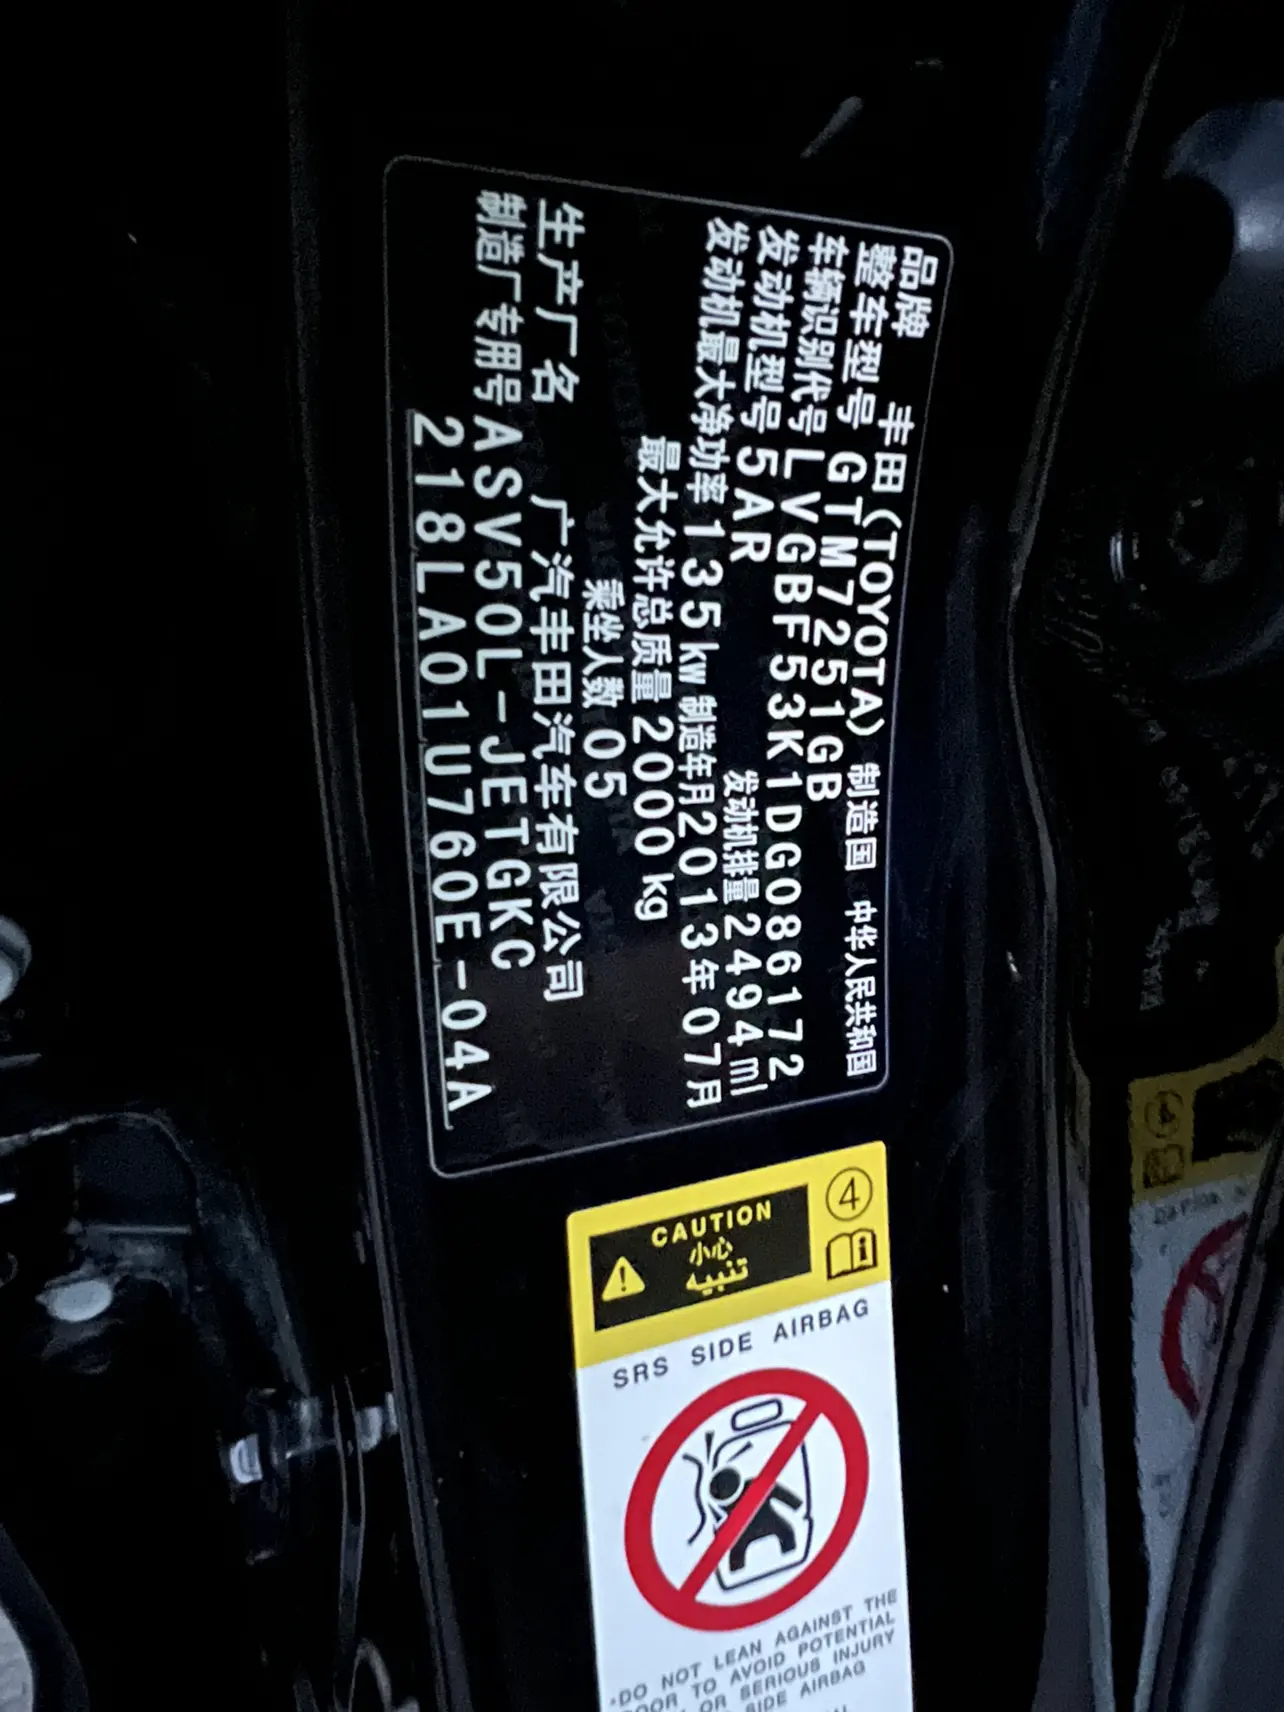 品牌 丰田(TOYOTA) 制造国 中华人民共和国
整车型号 GTM7251GB
车辆识别代号 LVGBF53K1DG086172
发动机型号 5AR 发动机排量 2494ml
发动机最大净功率 135kw 制造年月 2013年07月
最大允许总质量 2000kg
乘坐人数 05
生产厂名 广汽丰田汽车有限公司
制造厂专用号 ASV50L-JETGKC
218LA01U760E-04A
④
CAUTION
小心
تنبيه
SRS SIDE AIRBAG
•DO NOT LEAN AGAINST THE
DOOR TO AVOID POTENTIAL
OR SERIOUS INJURY
SIDE AIRBAG